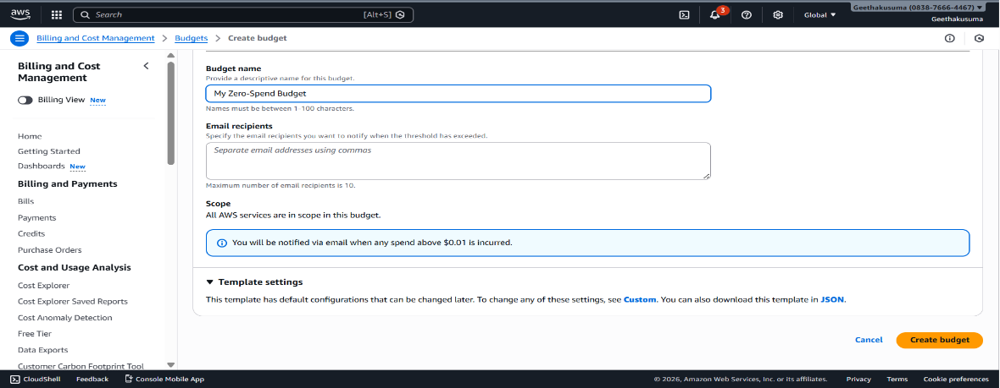 aws
Search
[Alt+S]
3
Global
Geethakusuma (0838-7666-4467)
Geethakusuma
Billing and Cost Management > Budgets > Create budget
Billing and Cost
Management
Billing View New
Home
Getting Started
Dashboards New
Billing and Payments
Bills
Payments
Credits
Purchase Orders
Cost and Usage Analysis
Cost Explorer
Cost Explorer Saved Reports
Cost Anomaly Detection
Free Tier
Data Exports
Customer Carbon Footprint Tool
Budget name
Provide a descriptive name for this budget.
My Zero-Spend Budget
Names must be between 1-100 characters.
Email recipients
Specify the email recipients you want to notify when the threshold has exceeded.
Separate email addresses using commas
Maximum number of email recipients is 10.
Scope
All AWS services are in scope in this budget.
You will be notified via email when any spend above $0.01 is incurred.
Template settings
This template has default configurations that can be changed later. To change any of these settings, see Custom. You can also download this template in JSON.
Cancel
Create budget
CloudShell
Feedback
Console Mobile App
© 2026, Amazon Web Services, Inc. or its affiliates.
Privacy
Terms
Cookie preferences